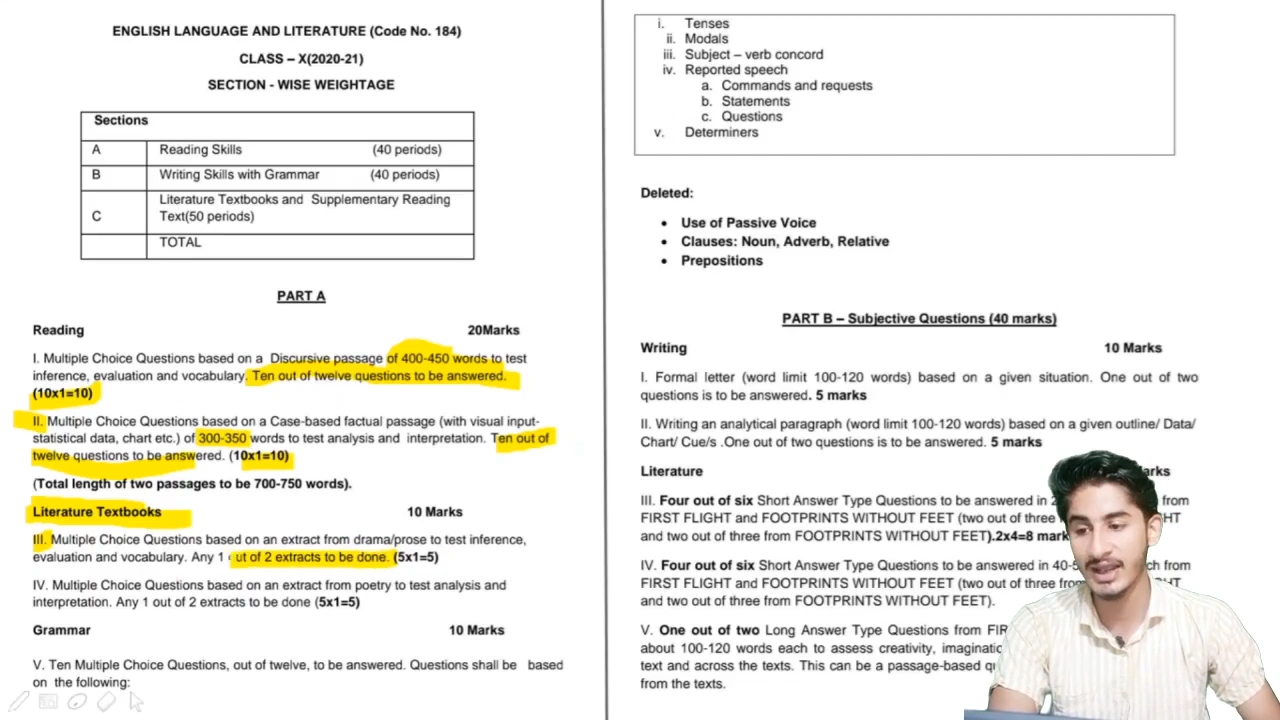 ENGLISH LANGUAGE AND LITERATURE (Code No. 184)
CLASS – X(2020-21)
SECTION - WISE WEIGHTAGE
Sections
A Reading Skills (40 periods)
B Writing Skills with Grammar (40 periods)
Literature Textbooks and Supplementary Reading
C Text(50 periods)
TOTAL
PART A
Reading 20Marks
I. Multiple Choice Questions based on a Discursive passage of 400-450 words to test
inference, evaluation and vocabulary. Ten out of twelve questions to be answered.
(10x1=10)
II. Multiple Choice Questions based on a Case-based factual passage (with visual input-
statistical data, chart etc.) of 300-350 words to test analysis and interpretation. Ten out of
twelve questions to be answered. (10x1=10)
(Total length of two passages to be 700-750 words).
Literature Textbooks 10 Marks
III. Multiple Choice Questions based on an extract from drama/prose to test inference,
evaluation and vocabulary. Any 1 out of 2 extracts to be done. (5x1=5)
IV. Multiple Choice Questions based on an extract from poetry to test analysis and
interpretation. Any 1 out of 2 extracts to be done (5x1=5)
Grammar 10 Marks
V. Ten Multiple Choice Questions, out of twelve, to be answered. Questions shall be based
on the following:
i. Tenses
ii. Modals
iii. Subject – verb concord
iv. Reported speech
a. Commands and requests
b. Statements
c. Questions
v. Determiners
Deleted:
• Use of Passive Voice
• Clauses: Noun, Adverb, Relative
• Prepositions
PART B – Subjective Questions (40 marks)
Writing 10 Marks
I. Formal letter (word limit 100-120 words) based on a given situation. One out of two
questions is to be answered. 5 marks
II. Writing an analytical paragraph (word limit 100-120 words) based on a given outline/ Data/
Chart/ Cue/s .One out of two questions is to be answered. 5 marks
Literature
III. Four out of six Short Answer Type Questions to be answered in from
FIRST FLIGHT and FOOTPRINTS WITHOUT FEET (two out of three
and two out of three from FOOTPRINTS WITHOUT FEET).2x4=8
IV. Four out of six Short Answer Type Questions to be answered in from
FIRST FLIGHT and FOOTPRINTS WITHOUT FEET (two out of three
and two out of three from FOOTPRINTS WITHOUT FEET).
V. One out of two Long Answer Type Questions from
about 100-120 words each to assess creativity,
text and across the texts. This can be a passage-based
from the texts.